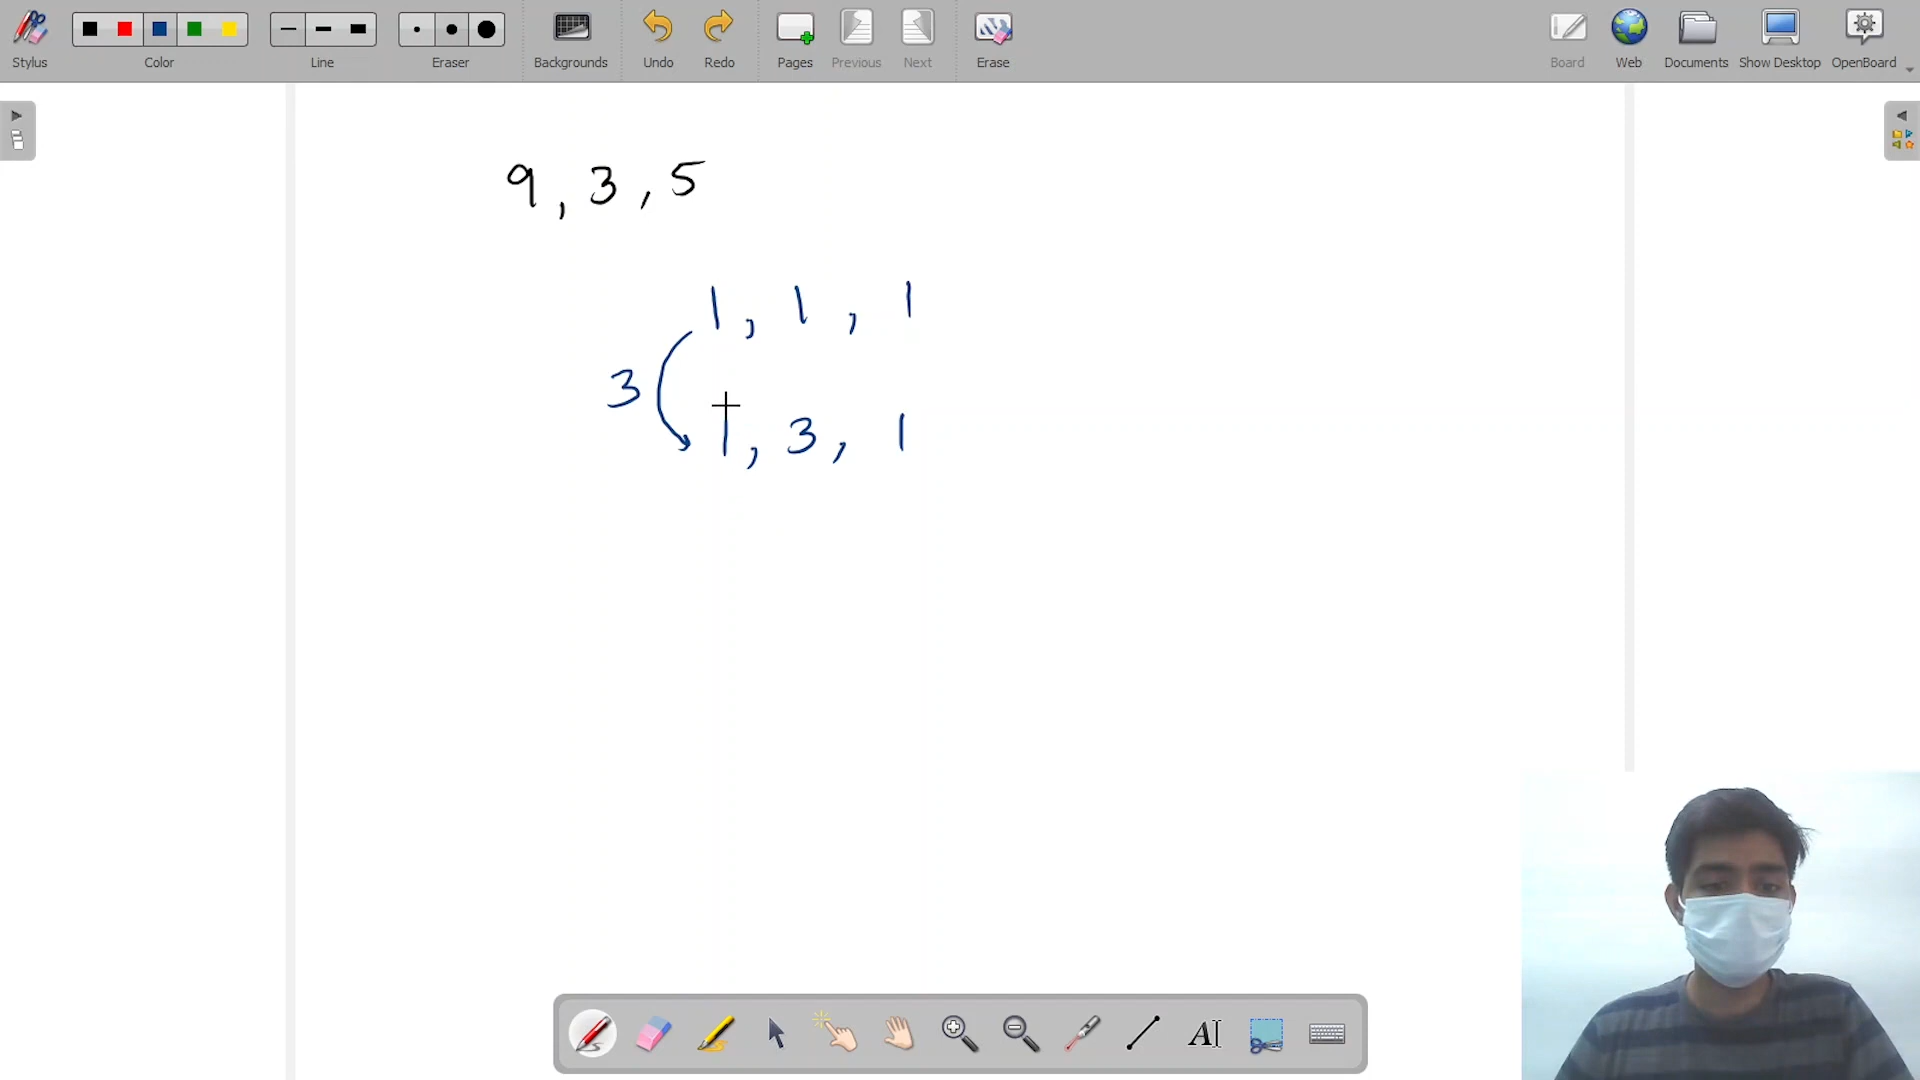 Stylus Color Line Eraser Backgrounds Undo Redo Pages Previous Next Erase Board Web Documents Show Desktop OpenBoard
9, 3, 5
1, 1, 1
3
1, 3, 1
A